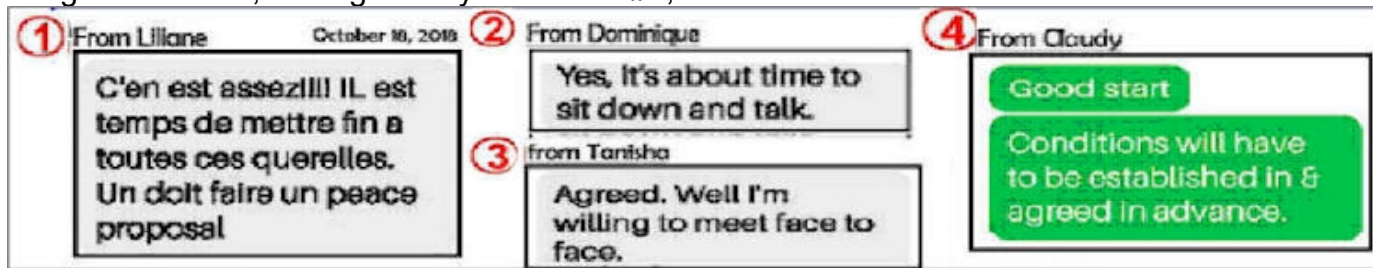 1 From Liliane October 18, 2018
C'en est assez!!!! IL est
temps de mettre fin a
toutes ces querelles.
Un doit faire un peace
proposal
2 From Dominique
Yes, it's about time to
sit down and talk.
3 from Tanisha
Agreed. Well I'm
willing to meet face to
face.
4 From Claudy
Good start
Conditions will have
to be established in &
agreed in advance.